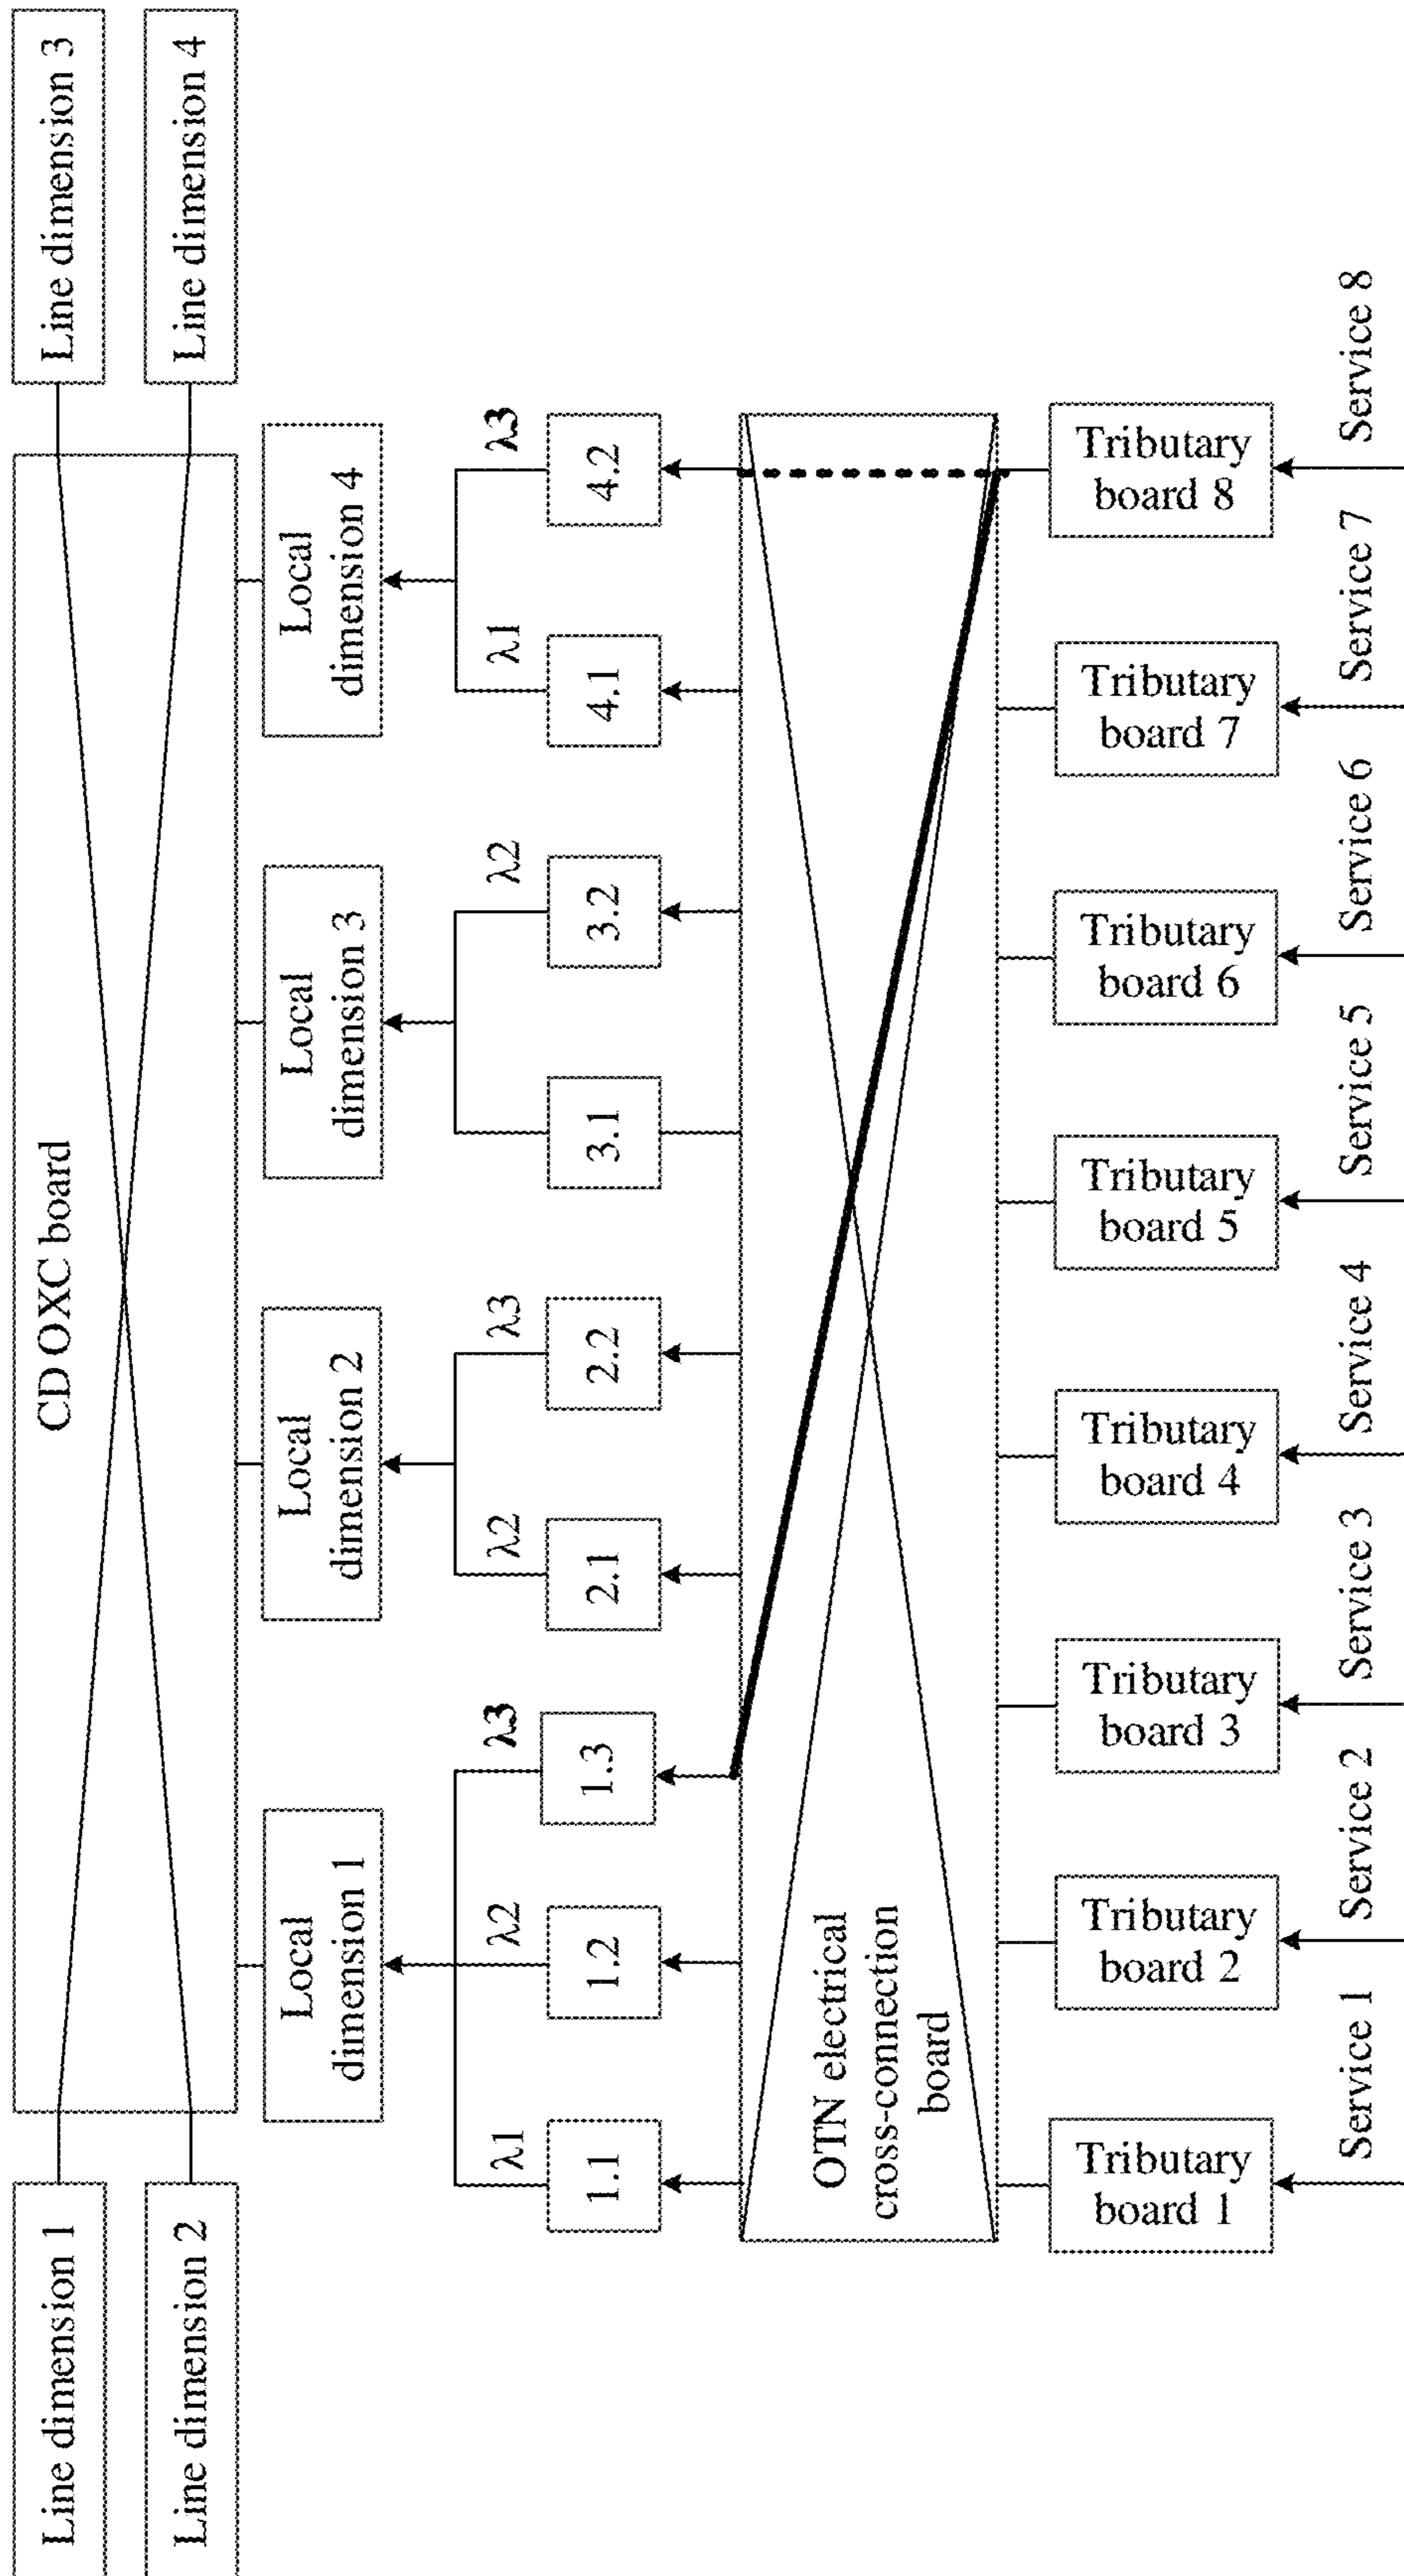 Line dimension 1
Line dimension 2
CD OXC board
Line dimension 3
Line dimension 4
Local
dimension 1
Local
dimension 2
Local
dimension 3
Local
dimension 4
λ1
λ2
λ3
λ2
λ3
λ2
λ1
λ3
1.1
1.2
1.3
2.1
2.2
3.1
3.2
4.1
4.2
OTN electrical
cross-connection
board
Tributary
board 1
Tributary
board 2
Tributary
board 3
Tributary
board 4
Tributary
board 5
Tributary
board 6
Tributary
board 7
Tributary
board 8
Service 1
Service 2
Service 3
Service 4
Service 5
Service 6
Service 7
Service 8